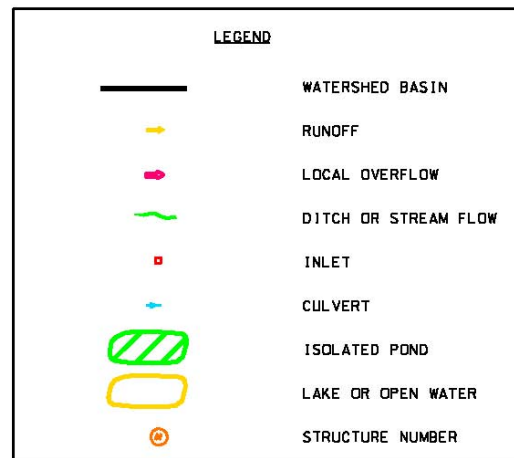 LEGEND
WATERSHED BASIN
RUNOFF
LOCAL OVERFLOW
DITCH OR STREAM FLOW
INLET
CULVERT
ISOLATED POND
LAKE OR OPEN WATER
STRUCTURE NUMBER